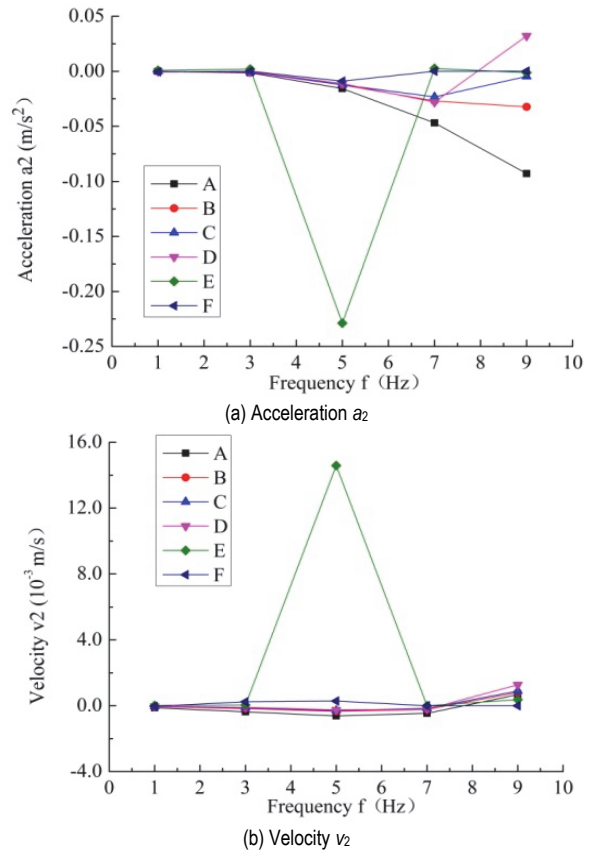 0.05
0.00
-0.05
-0.10
-0.15
-0.20
-0.25
Acceleration a2 (m/s²)
A
B
C
D
E
F
0 1 2 3 4 5 6 7 8 9 10
Frequency f（Hz）
(a) Acceleration a₂
16.0
12.0
8.0
4.0
0.0
-4.0
Velocity v2 (10⁻³ m/s)
A
B
C
D
E
F
0 1 2 3 4 5 6 7 8 9 10
Frequency f（Hz）
(b) Velocity v₂